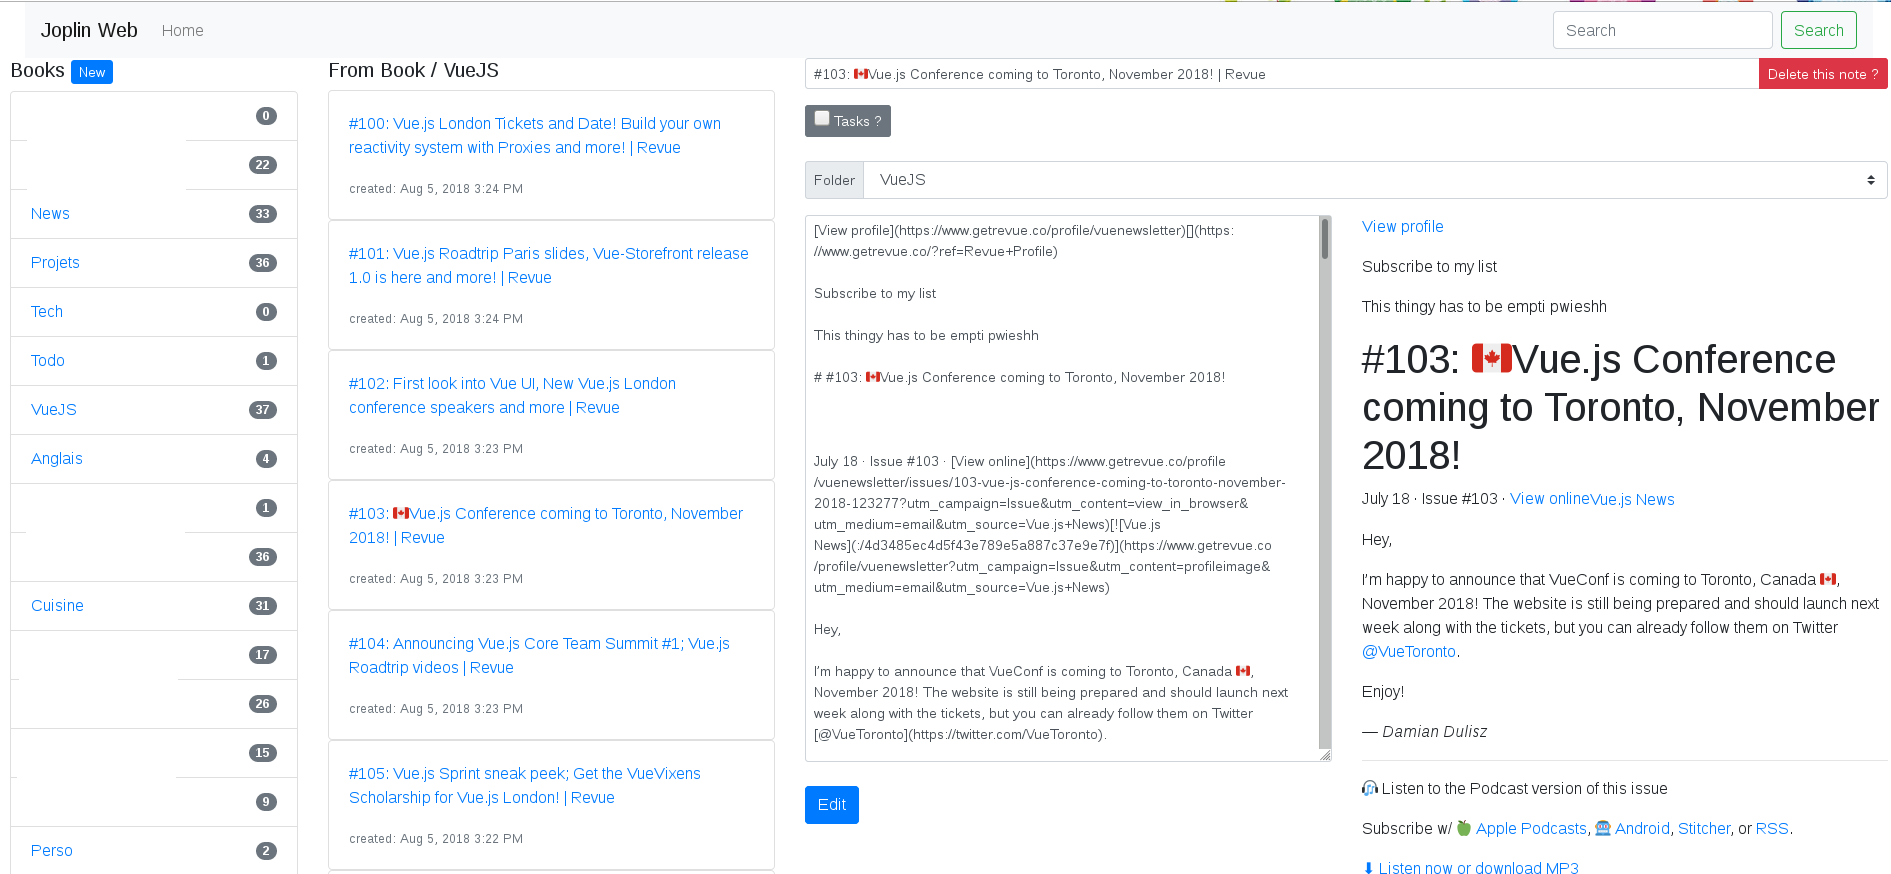 Joplin Web Home Search Search
Books New
0
22
News 33
Projets 36
Tech 0
Todo 1
VueJS 37
Anglais 4
1
36
Cuisine 31
17
26
15
9
Perso 2
From Book / VueJS
#100: Vue.js London Tickets and Date! Build your own
reactivity system with Proxies and more! | Revue
created: Aug 5, 2018 3:24 PM
#101: Vue.js Roadtrip Paris slides, Vue-Storefront release
1.0 is here and more! | Revue
created: Aug 5, 2018 3:24 PM
#102: First look into Vue UI, New Vue.js London
conference speakers and more | Revue
created: Aug 5, 2018 3:23 PM
#103: 🇨🇦Vue.js Conference coming to Toronto, November
2018! | Revue
created: Aug 5, 2018 3:23 PM
#104: Announcing Vue.js Core Team Summit #1; Vue.js
Roadtrip videos | Revue
created: Aug 5, 2018 3:23 PM
#105: Vue.js Sprint sneak peek; Get the VueVixens
Scholarship for Vue.js London! | Revue
created: Aug 5, 2018 3:22 PM
#103: 🇨🇦Vue.js Conference coming to Toronto, November 2018! | Revue Delete this note ?
Tasks ?
Folder VueJS
[View profile](https://www.getrevue.co/profile/vuenewsletter)[](https:
//www.getrevue.co/?ref=Revue+Profile)
Subscribe to my list
This thingy has to be empti pwieshh
# #103: 🇨🇦Vue.js Conference coming to Toronto, November 2018!
July 18 · Issue #103 · [View online](https://www.getrevue.co/profile
/vuenewsletter/issues/103-vue-js-conference-coming-to-toronto-november-
2018-123277?utm_campaign=Issue&utm_content=view_in_browser&
utm_medium=email&utm_source=Vue.js+News)[![Vue.js
News](:/4d3485ec4d5f43e789e5a887c37e9e7f)](https://www.getrevue.co
/profile/vuenewsletter?utm_campaign=Issue&utm_content=profileimage&
utm_medium=email&utm_source=Vue.js+News)
Hey,
I'm happy to announce that VueConf is coming to Toronto, Canada 🇨🇦,
November 2018! The website is still being prepared and should launch next
week along with the tickets, but you can already follow them on Twitter
[@VueToronto](https://twitter.com/VueToronto).
Edit
View profile
Subscribe to my list
This thingy has to be empti pwieshh
#103: 🇨🇦Vue.js Conference
coming to Toronto, November
2018!
July 18 · Issue #103 · View onlineVue.js News
Hey,
I'm happy to announce that VueConf is coming to Toronto, Canada 🇨🇦,
November 2018! The website is still being prepared and should launch next
week along with the tickets, but you can already follow them on Twitter
@VueToronto.
Enjoy!
— Damian Dulisz
🎧 Listen to the Podcast version of this issue
Subscribe w/ 🍏 Apple Podcasts, 🤖 Android, Stitcher, or RSS.
⬇ Listen now or download MP3